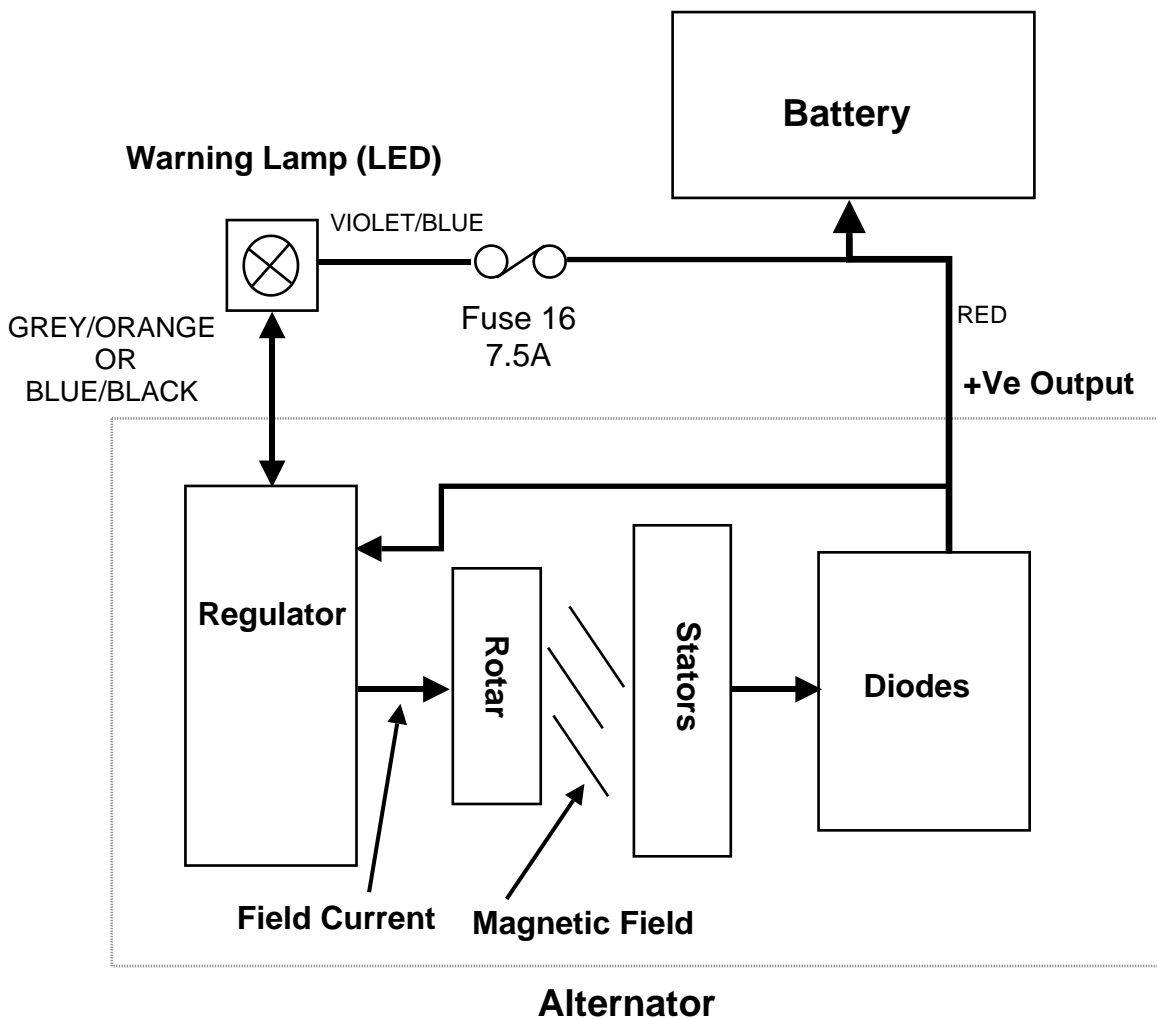 Battery
Warning Lamp (LED)
VIOLET/BLUE
GREY/ORANGE
OR
BLUE/BLACK
Fuse 16
7.5A
RED
+Ve Output
Regulator
Rotar
Stators
Diodes
Field Current
Magnetic Field
Alternator